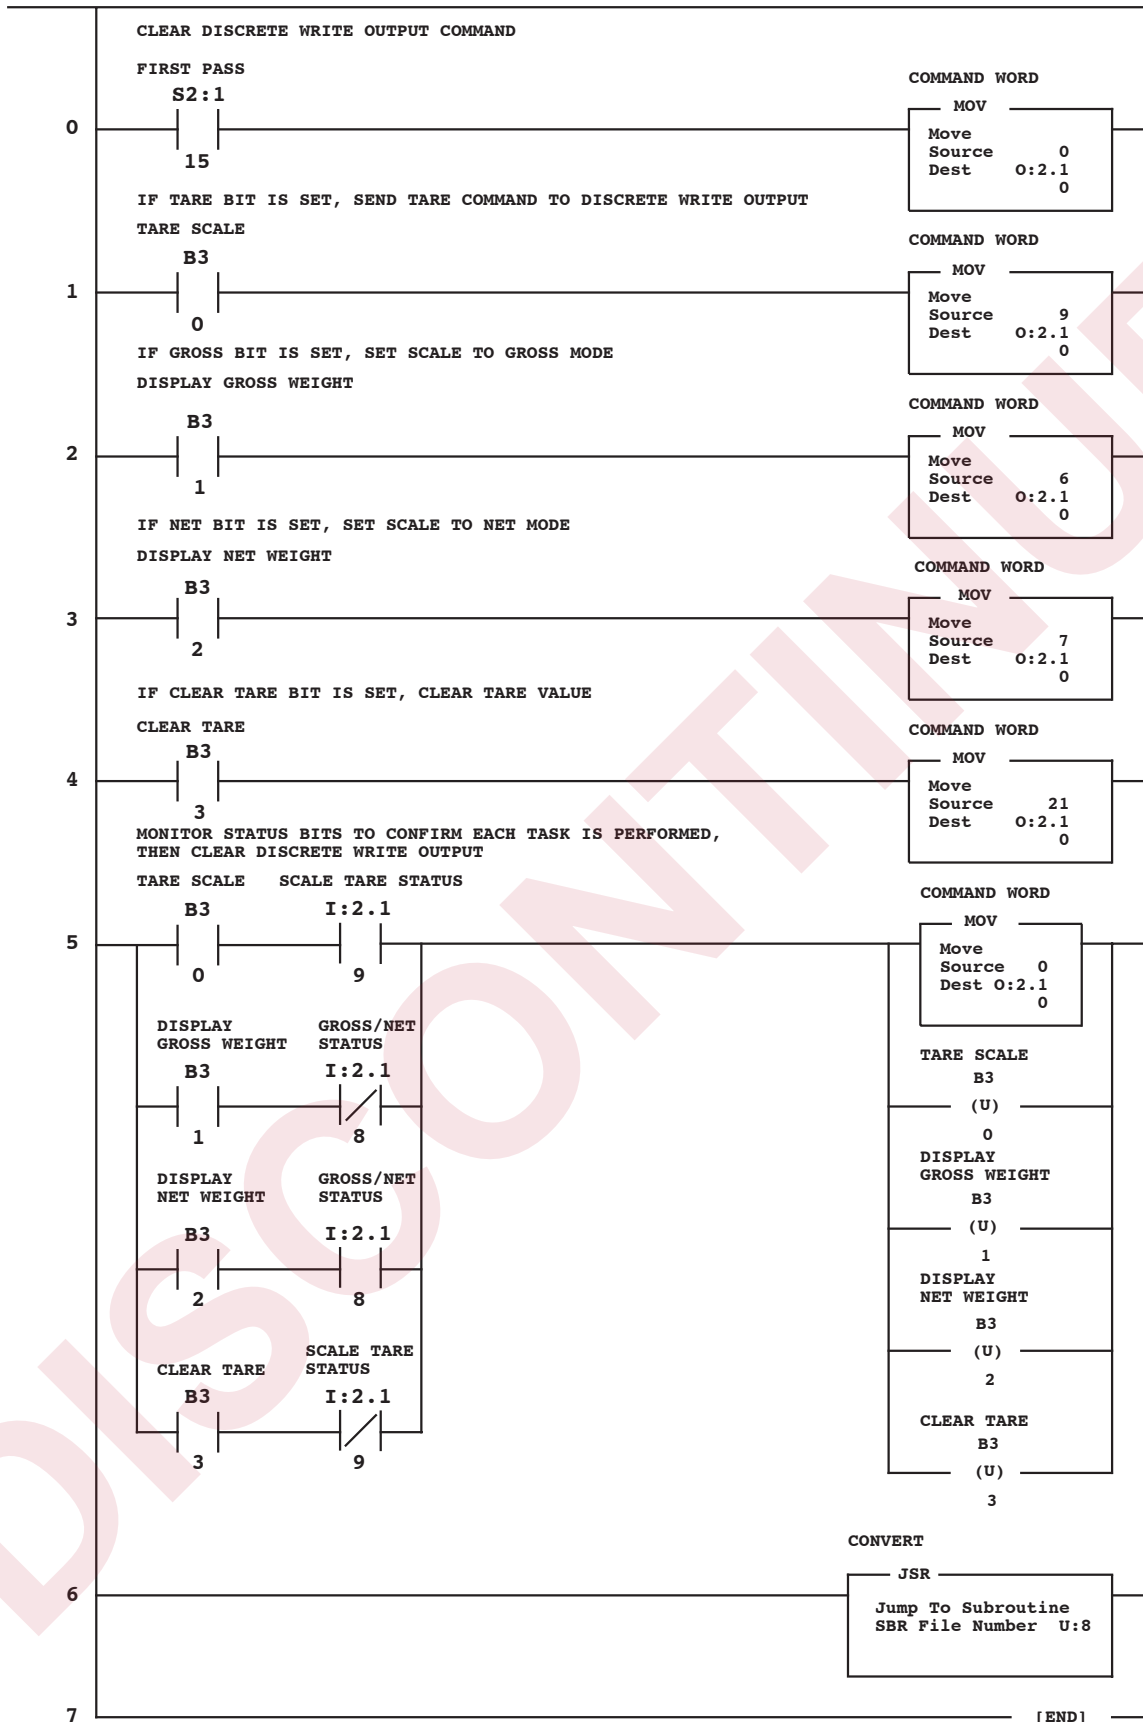 CLEAR DISCRETE WRITE OUTPUT COMMAND
FIRST PASS
S2:1
15
0
COMMAND WORD
MOV
Move
Source 0
Dest O:2.1
0
IF TARE BIT IS SET, SEND TARE COMMAND TO DISCRETE WRITE OUTPUT
TARE SCALE
B3
0
1
COMMAND WORD
MOV
Move
Source 9
Dest O:2.1
0
IF GROSS BIT IS SET, SET SCALE TO GROSS MODE
DISPLAY GROSS WEIGHT
B3
1
2
COMMAND WORD
MOV
Move
Source 6
Dest O:2.1
0
IF NET BIT IS SET, SET SCALE TO NET MODE
DISPLAY NET WEIGHT
B3
2
3
COMMAND WORD
MOV
Move
Source 7
Dest O:2.1
0
IF CLEAR TARE BIT IS SET, CLEAR TARE VALUE
CLEAR TARE
B3
3
4
COMMAND WORD
MOV
Move
Source 21
Dest O:2.1
0
MONITOR STATUS BITS TO CONFIRM EACH TASK IS PERFORMED,
THEN CLEAR DISCRETE WRITE OUTPUT
TARE SCALE SCALE TARE STATUS
B3 I:2.1
0 9
5
COMMAND WORD
MOV
Move
Source 0
Dest O:2.1
0
DISPLAY GROSS/NET
GROSS WEIGHT STATUS
B3 I:2.1
1 8
TARE SCALE
B3
(U)
0
DISPLAY
GROSS WEIGHT
B3
(U)
1
DISPLAY GROSS/NET
NET WEIGHT STATUS
B3 I:2.1
2 8
DISPLAY
NET WEIGHT
B3
(U)
2
SCALE TARE
CLEAR TARE STATUS
B3 I:2.1
3 9
CLEAR TARE
B3
(U)
3
CONVERT
6
JSR
Jump To Subroutine
SBR File Number U:8
7
[END]
DISCONTINUE